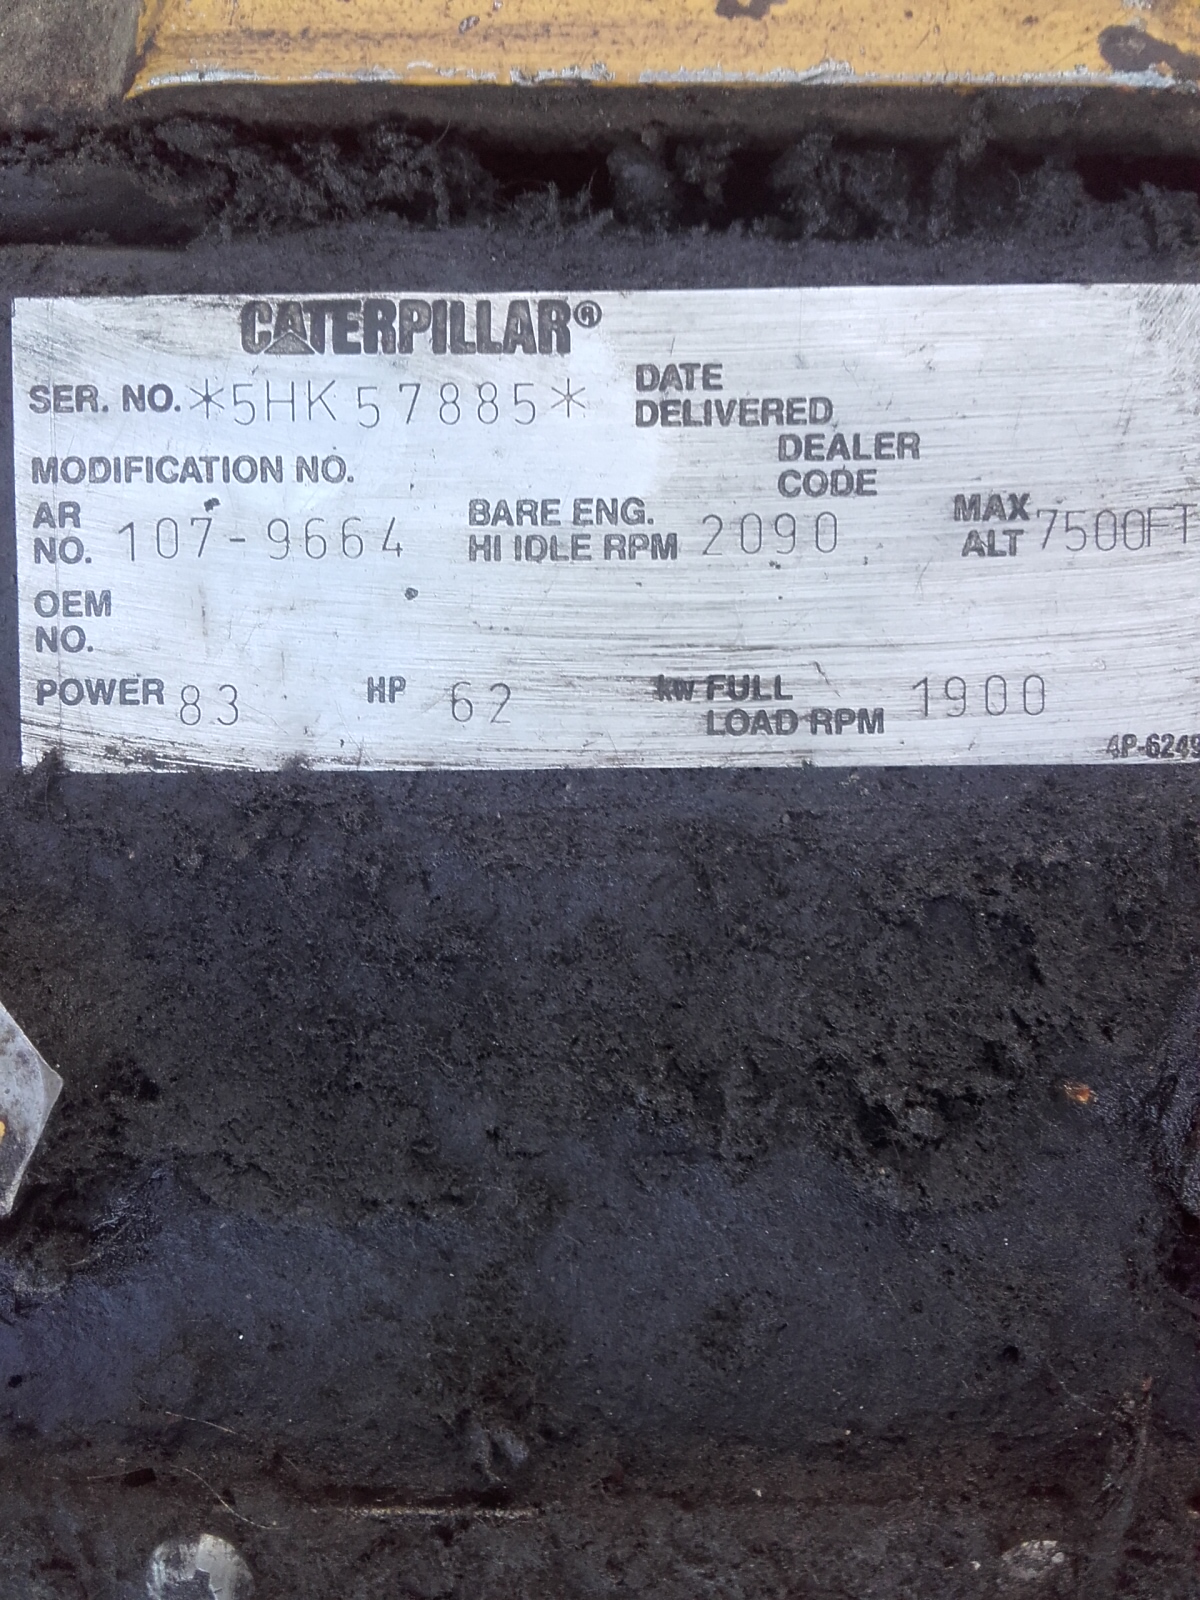 CATERPILLAR®
SER. NO. *5HK57885*
DATE DELIVERED
DEALER CODE
MODIFICATION NO.
AR NO. 107-9664
BARE ENG. HI IDLE RPM 2090
MAX ALT 7500FT
OEM NO.
POWER 83 HP 62 kw
FULL LOAD RPM 1900